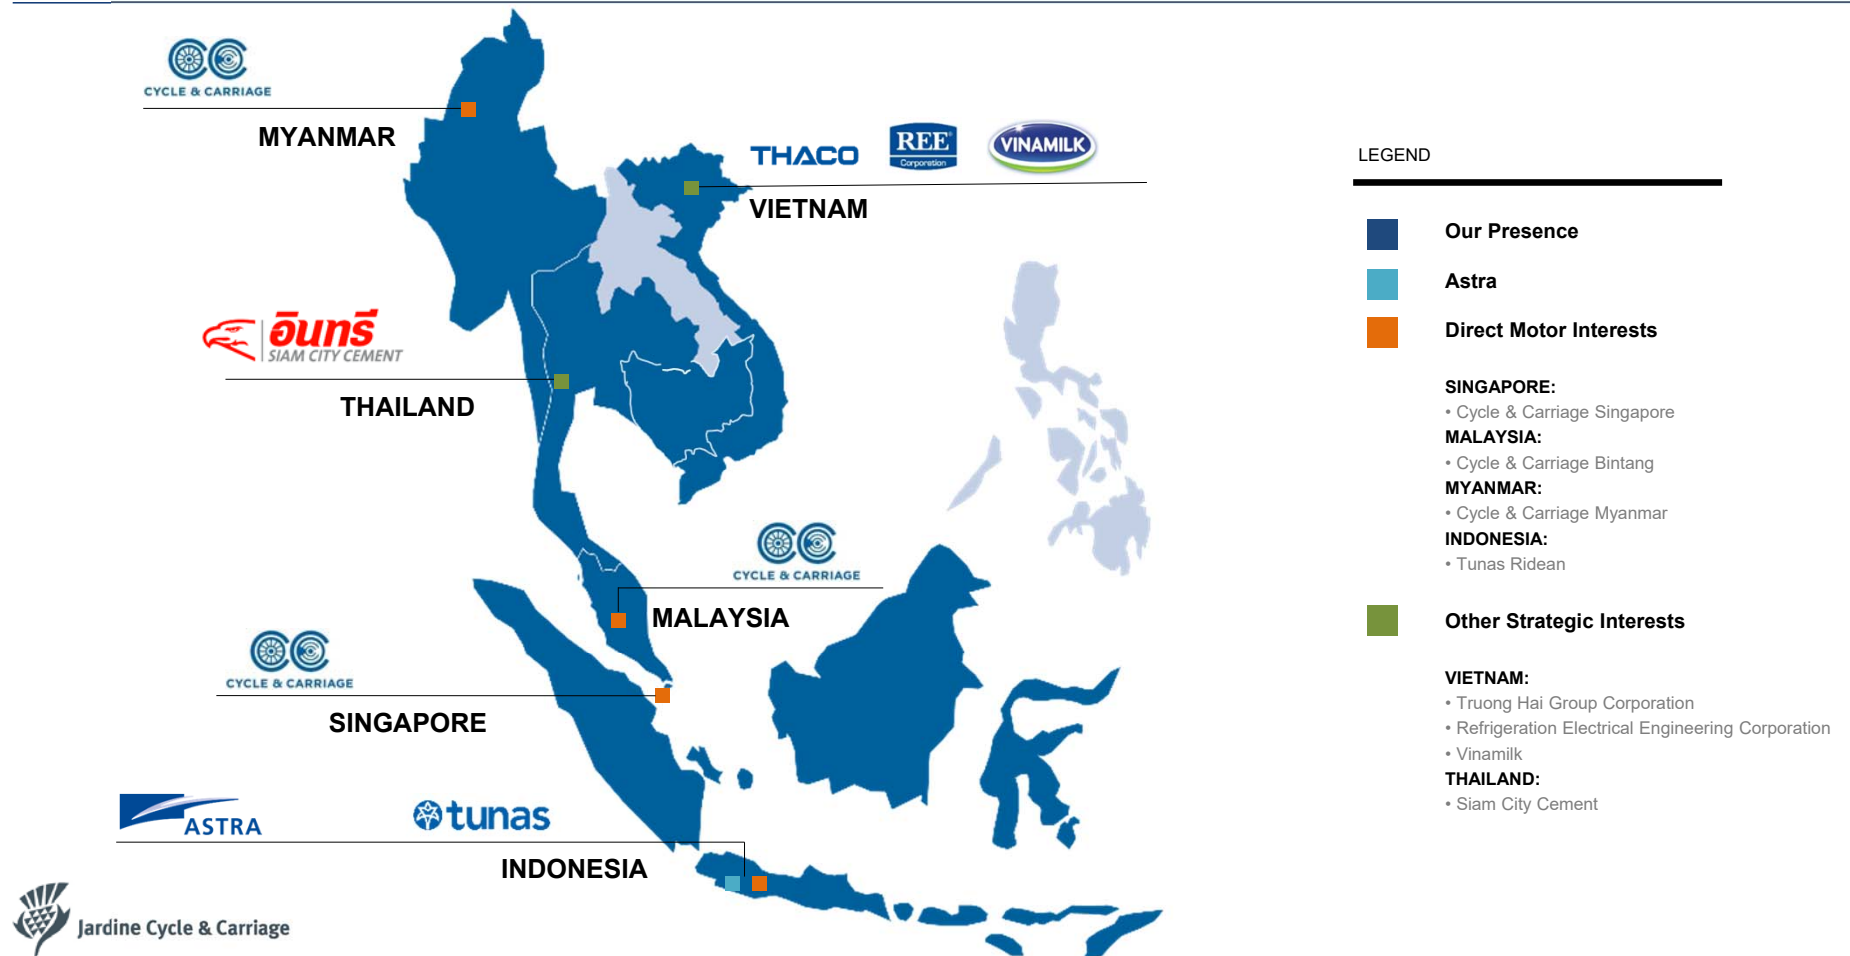 CYCLE & CARRIAGE
MYANMAR
THACO
REE
Corporation
VINAMILK
VIETNAM
อินทรี
SIAM CITY CEMENT
THAILAND
CYCLE & CARRIAGE
MALAYSIA
CYCLE & CARRIAGE
SINGAPORE
ASTRA
tunas
INDONESIA
Jardine Cycle & Carriage
LEGEND
Our Presence
Astra
Direct Motor Interests
SINGAPORE:
• Cycle & Carriage Singapore
MALAYSIA:
• Cycle & Carriage Bintang
MYANMAR:
• Cycle & Carriage Myanmar
INDONESIA:
• Tunas Ridean
Other Strategic Interests
VIETNAM:
• Truong Hai Group Corporation
• Refrigeration Electrical Engineering Corporation
• Vinamilk
THAILAND:
• Siam City Cement